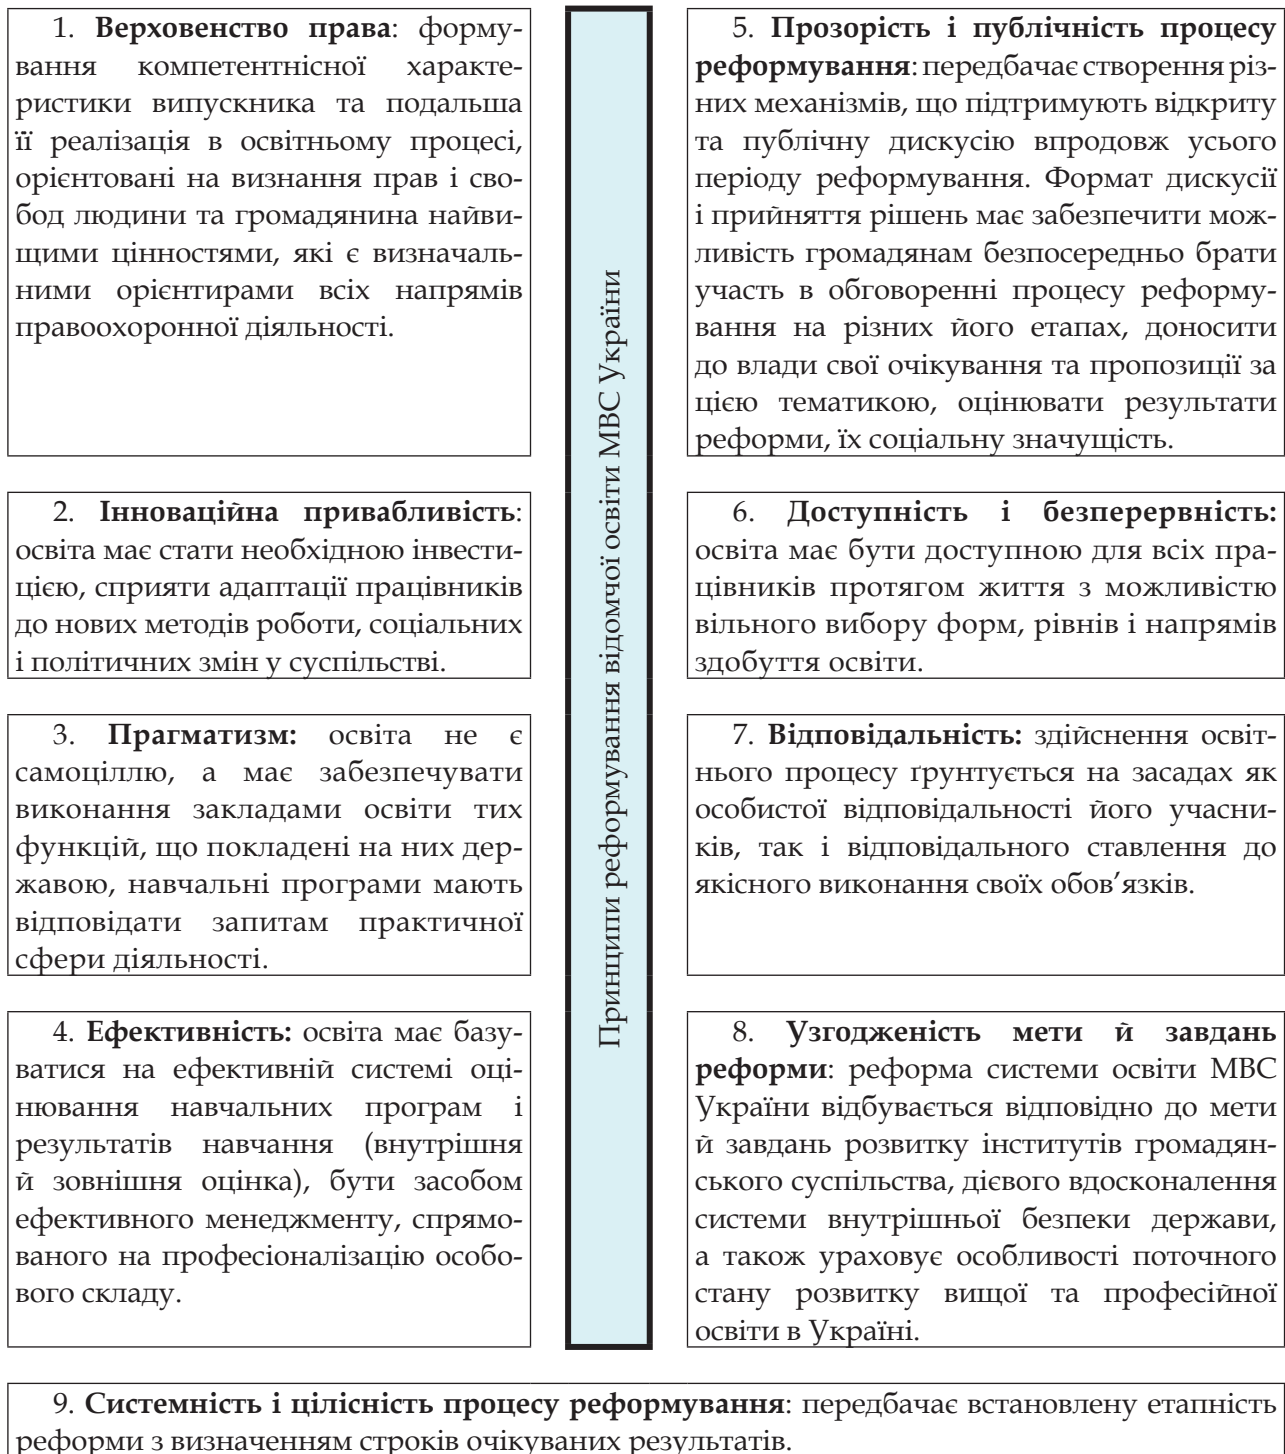 1. Верховенство права: форму-
вання компетентнісної характе-
ристики випускника та подальша
її реалізація в освітньому процесі,
орієнтовані на визнання прав і сво-
бод людини та громадянина найви-
щими цінностями, які є визначаль-
ними орієнтирами всіх напрямів
правоохоронної діяльності.
2. Інноваційна привабливість:
освіта має стати необхідною інвести-
цією, сприяти адаптації працівників
до нових методів роботи, соціальних
і політичних змін у суспільстві.
3. Прагматизм: освіта не є
самоціллю, а має забезпечувати
виконання закладами освіти тих
функцій, що покладені на них дер-
жавою, навчальні програми мають
відповідати запитам практичної
сфери діяльності.
4. Ефективність: освіта має базу-
ватися на ефективній системі оці-
нювання навчальних програм і
результатів навчання (внутрішня
й зовнішня оцінка), бути засобом
ефективного менеджменту, спрямо-
ваного на професіоналізацію особо-
вого складу.
Принципи реформування відомчої освіти МВС України
5. Прозорість і публічність процесу
реформування: передбачає створення різ-
них механізмів, що підтримують відкриту
та публічну дискусію впродовж усього
періоду реформування. Формат дискусії
і прийняття рішень має забезпечити мож-
ливість громадянам безпосередньо брати
участь в обговоренні процесу реформу-
вання на різних його етапах, доносити
до влади свої очікування та пропозиції за
цією тематикою, оцінювати результати
реформи, їх соціальну значущість.
6. Доступність і безперервність:
освіта має бути доступною для всіх пра-
цівників протягом життя з можливістю
вільного вибору форм, рівнів і напрямів
здобуття освіти.
7. Відповідальність: здійснення освіт-
нього процесу ґрунтується на засадах як
особистої відповідальності його учасни-
ків, так і відповідального ставлення до
якісного виконання своїх обов’язків.
8. Узгодженість мети й завдань
реформи: реформа системи освіти МВС
України відбувається відповідно до мети
й завдань розвитку інститутів громадян-
ського суспільства, дієвого вдосконалення
системи внутрішньої безпеки держави,
а також ураховує особливості поточного
стану розвитку вищої та професійної
освіти в Україні.
9. Системність і цілісність процесу реформування: передбачає встановлену етапність
реформи з визначенням строків очікуваних результатів.